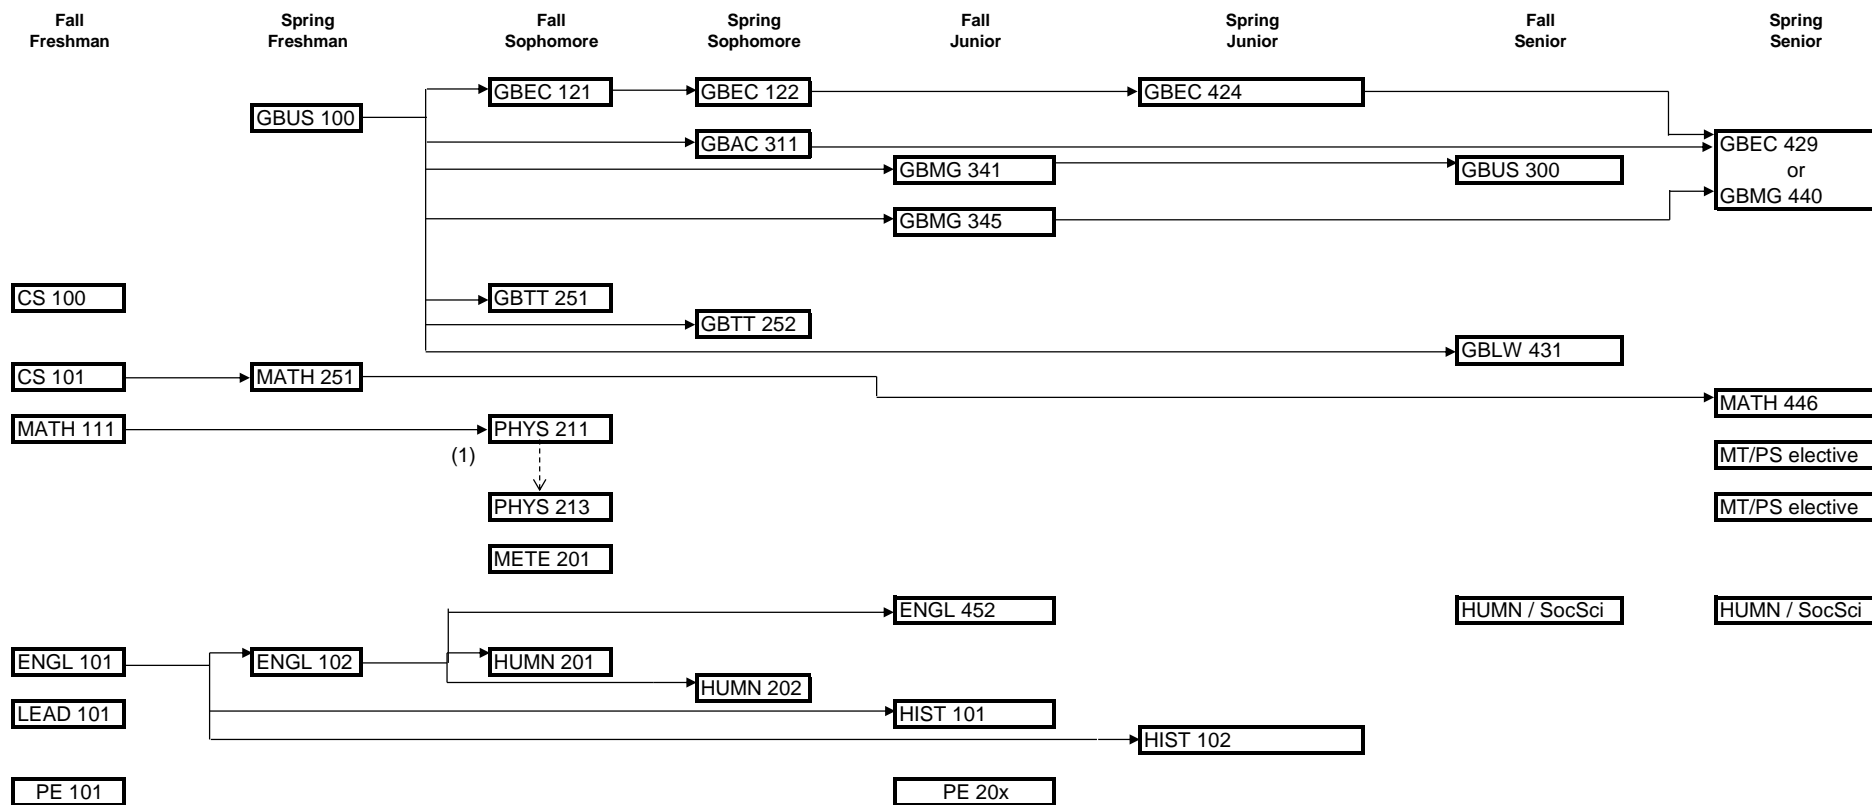 Fall Spring Fall Spring Fall Spring Fall Spring
Freshman Freshman Sophomore Sophomore Junior Junior Senior Senior
GBEC 121 GBEC 122 GBEC 424
GBUS 100
GBAC 311 GBEC 429
GBMG 341 GBUS 300 or
GBMG 440
GBMG 345
CS 100 GBTT 251
GBTT 252
GBLW 431
CS 101 MATH 251
MATH 446
MATH 111 PHYS 211
(1) MT/PS elective
PHYS 213 MT/PS elective
METE 201
ENGL 452 HUMN / SocSci HUMN / SocSci
ENGL 101 ENGL 102 HUMN 201
HUMN 202
LEAD 101 HIST 101
HIST 102
PE 101 PE 20x